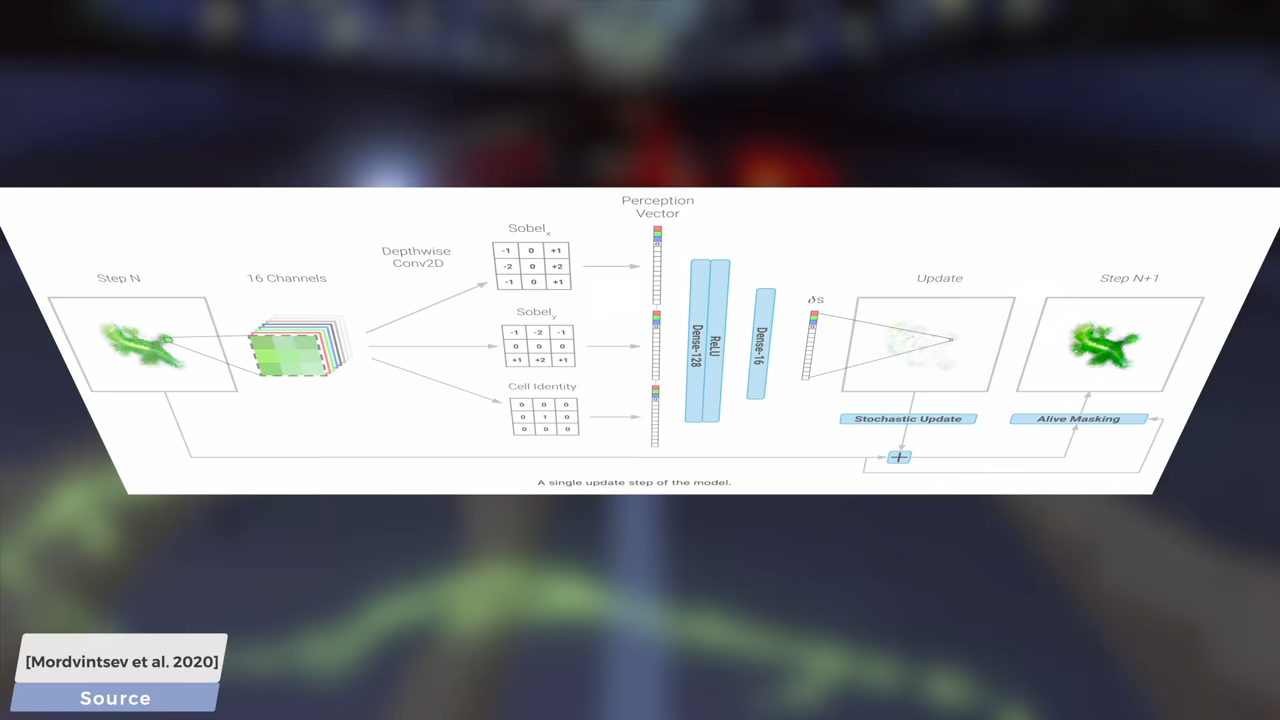 Perception
Vector
Sobelx
Depthwise
Conv2D
Step N
16 Channels
-1 0 +1
-2 0 +2
-1 0 +1
Sobely
-1 -2 -1
0 0 0
+1 +2 +1
Cell Identity
0 0 0
0 1 0
0 0 0
Dense-128
ReLU
Dense-16
δs
Update
Step N+1
Stochastic Update
Alive Masking
+
A single update step of the model.
[Mordvintsev et al. 2020]
Source